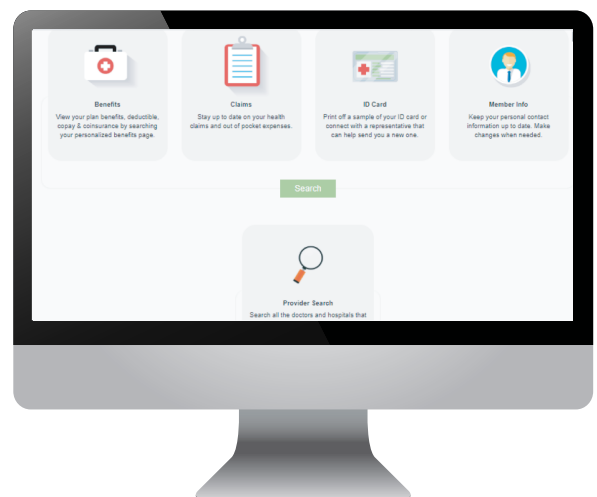 Benefits
View your plan benefits, deductible,
copay & coinsurance by searching
your personalized benefits page.
Claims
Stay up to date on your health
claims and out of pocket expenses.
ID Card
Print off a sample of your ID card or
connect with a representative that
can help send you a new one.
Member Info
Keep your personal contact
information up to date. Make
changes when needed.
Search
Provider Search
Search all the doctors and hospitals that